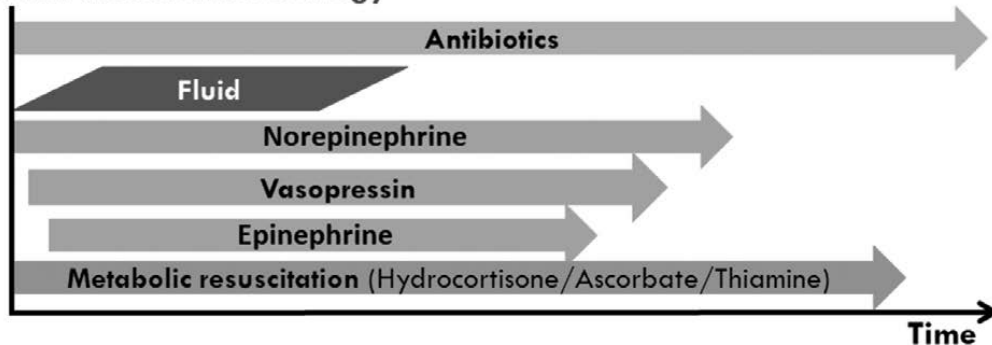 Antibiotics
Fluid
Norepinephrine
Vasopressin
Epinephrine
Metabolic resuscitation (Hydrocortisone/Ascorbate/Thiamine)
Time